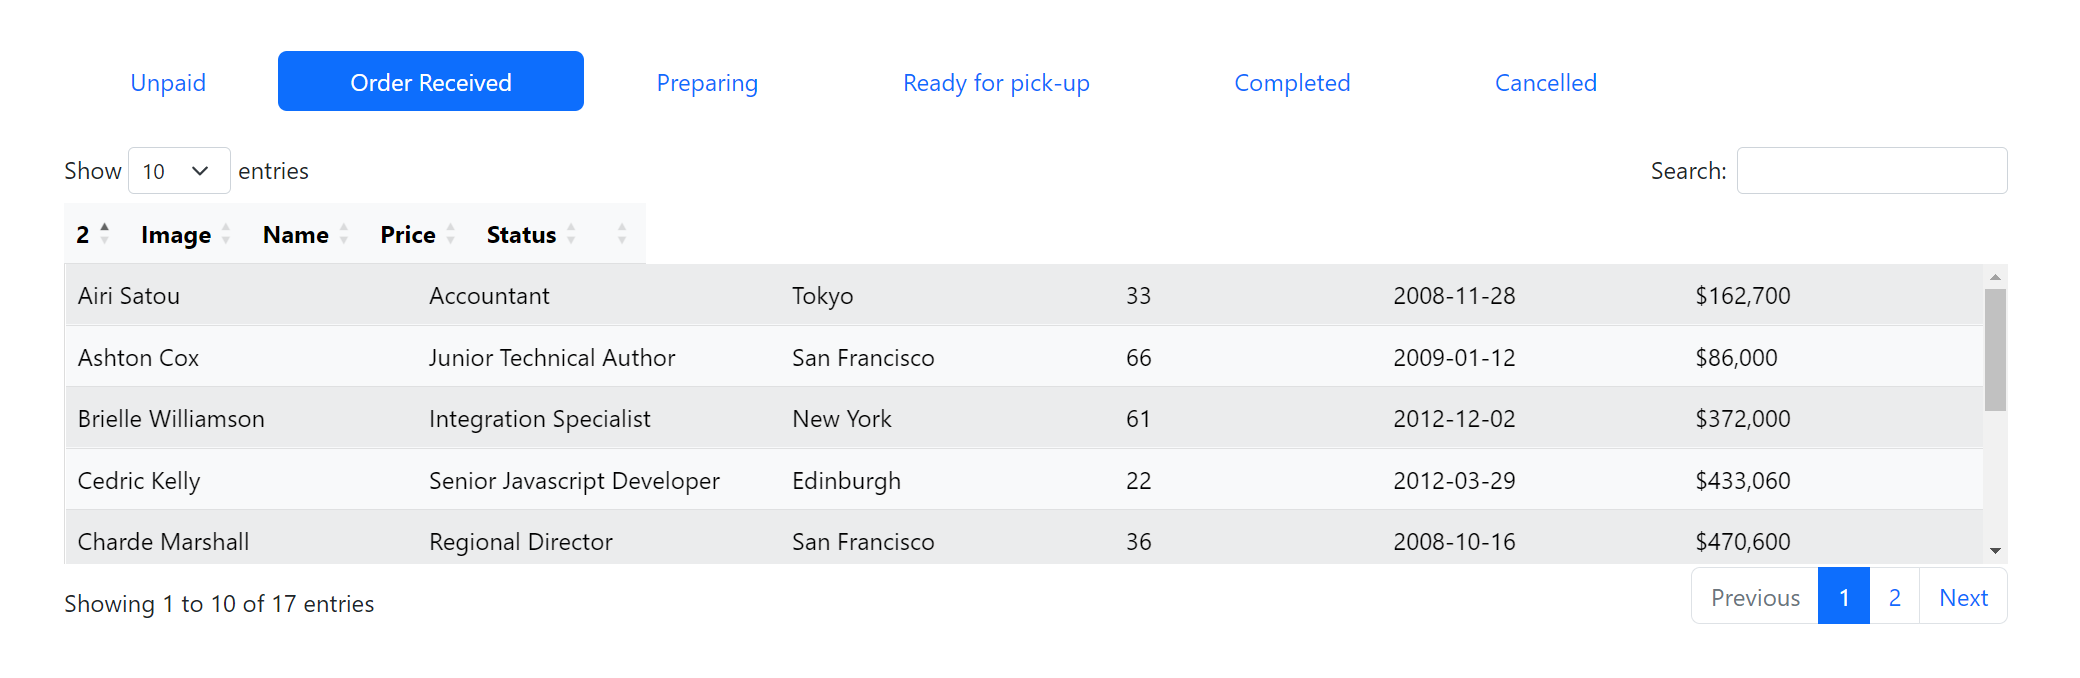 Unpaid Order Received Preparing Ready for pick-up Completed Cancelled
Show 10 entries Search:
2 Image Name Price Status
Airi Satou Accountant Tokyo 33 2008-11-28 $162,700
Ashton Cox Junior Technical Author San Francisco 66 2009-01-12 $86,000
Brielle Williamson Integration Specialist New York 61 2012-12-02 $372,000
Cedric Kelly Senior Javascript Developer Edinburgh 22 2012-03-29 $433,060
Charde Marshall Regional Director San Francisco 36 2008-10-16 $470,600
Showing 1 to 10 of 17 entries Previous 1 2 Next